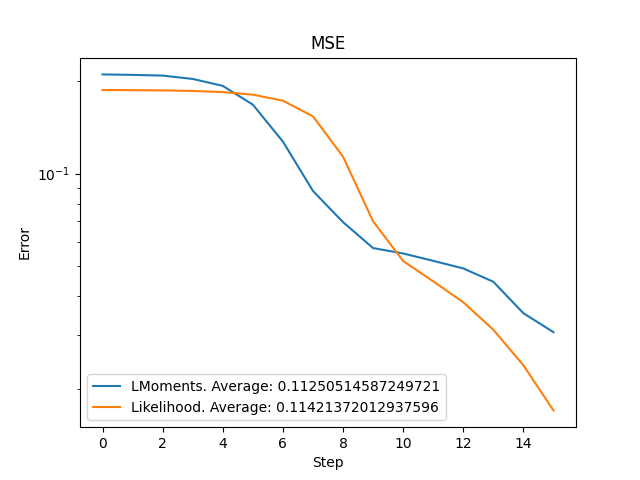 MSE
10⁻¹
Error
LMoments. Average: 0.11250514587249721
Likelihood. Average: 0.11421372012937596
0 2 4 6 8 10 12 14
Step